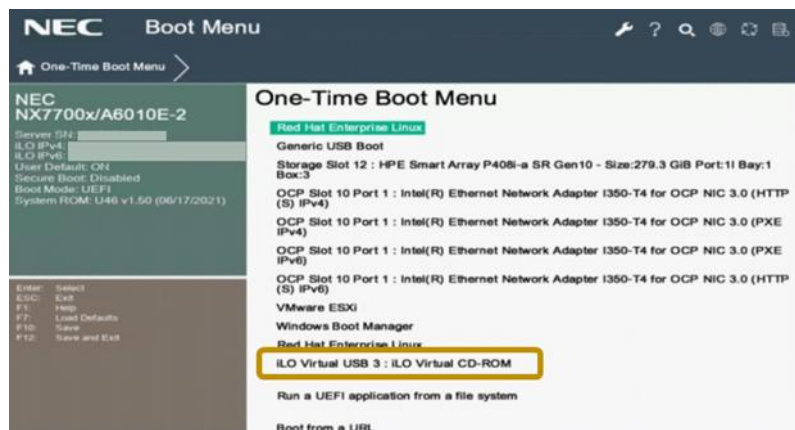 NEC Boot Menu
One-Time Boot Menu
NEC
NX7700x/A6010E-2
Server SN:
iLO IPv4:
iLO IPv6:
User Default: ON
Secure Boot: Disabled
Boot Mode: UEFI
System ROM: U46 v1.50 (06/17/2021)
Enter: Select
ESC: Exit
F1: Help
F7: Load Defaults
F10: Save
F12: Save and Exit
One-Time Boot Menu
Red Hat Enterprise Linux
Generic USB Boot
Storage Slot 12 : HPE Smart Array P408i-a SR Gen10 - Size:279.3 GiB Port:1I Bay:1
Box:3
OCP Slot 10 Port 1 : Intel(R) Ethernet Network Adapter I350-T4 for OCP NIC 3.0 (HTTP
(S) IPv4)
OCP Slot 10 Port 1 : Intel(R) Ethernet Network Adapter I350-T4 for OCP NIC 3.0 (PXE
IPv4)
OCP Slot 10 Port 1 : Intel(R) Ethernet Network Adapter I350-T4 for OCP NIC 3.0 (PXE
IPv6)
OCP Slot 10 Port 1 : Intel(R) Ethernet Network Adapter I350-T4 for OCP NIC 3.0 (HTTP
(S) IPv6)
VMware ESXi
Windows Boot Manager
Red Hat Enterprise Linux
iLO Virtual USB 3 : iLO Virtual CD-ROM
Run a UEFI application from a file system
Boot from a URL